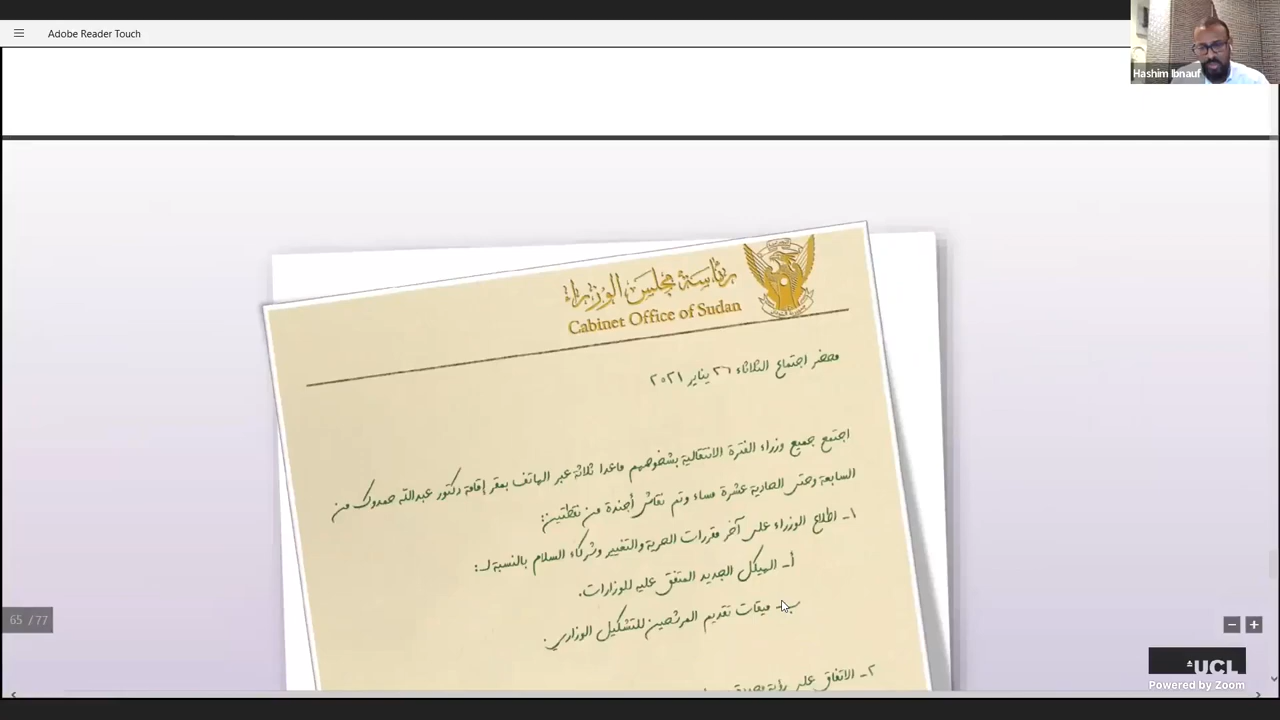 Adobe Reader Touch
Hashim Ibnauf
رئاسة مجلس الوزراء
Cabinet Office of Sudan
محضر اجتماع الثلاثاء ٢٦ يناير ٢٠٢١
اجتمع جميع وزراء الفترة الانتقالية بشخوصهم ماعدا ثلاثة عبر الهاتف بمقر إقامة دكتور عبدالله حمدوك من
السابعة وحتى الحادية عشرة مساء وتم نقاش أجندة من نقطتين:
١- اطلاع الوزراء على آخر مقررات الحرية والتغيير وشركاء السلام بالنسبة لـ:
أ- الهيكل الجديد المتفق عليه للوزارات.
ب- ميقات تقديم المرشحين للتشكيل الوزاري.
٢- الاتفاق على
65 / 77
UCL
Powered by Zoom